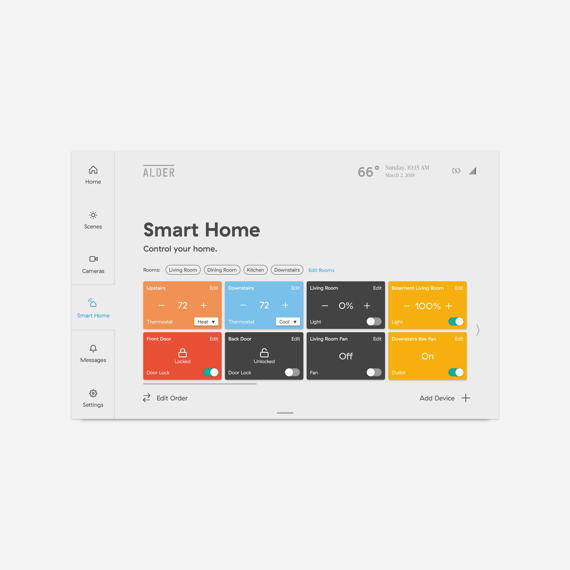 ALDER
66°
Sunday, 10:15 AM
March 2, 2019
Home
Scenes
Cameras
Smart Home
Messages
Settings
Smart Home
Control your home.
Rooms: Living Room Dining Room Kitchen Downstairs Edit Rooms
Upstairs Edit
− 72 +
Thermostat Heat
Downstairs Edit
− 72 +
Thermostat Cool
Living Room Edit
− 0% +
Light
Basement Living Room Edit
− 100% +
Light
Front Door Edit
Locked
Door Lock
Back Door Edit
Unlocked
Door Lock
Living Room Fan Edit
Off
Fan
Downstairs Box Fan Edit
On
Outlet
Edit Order
Add Device +